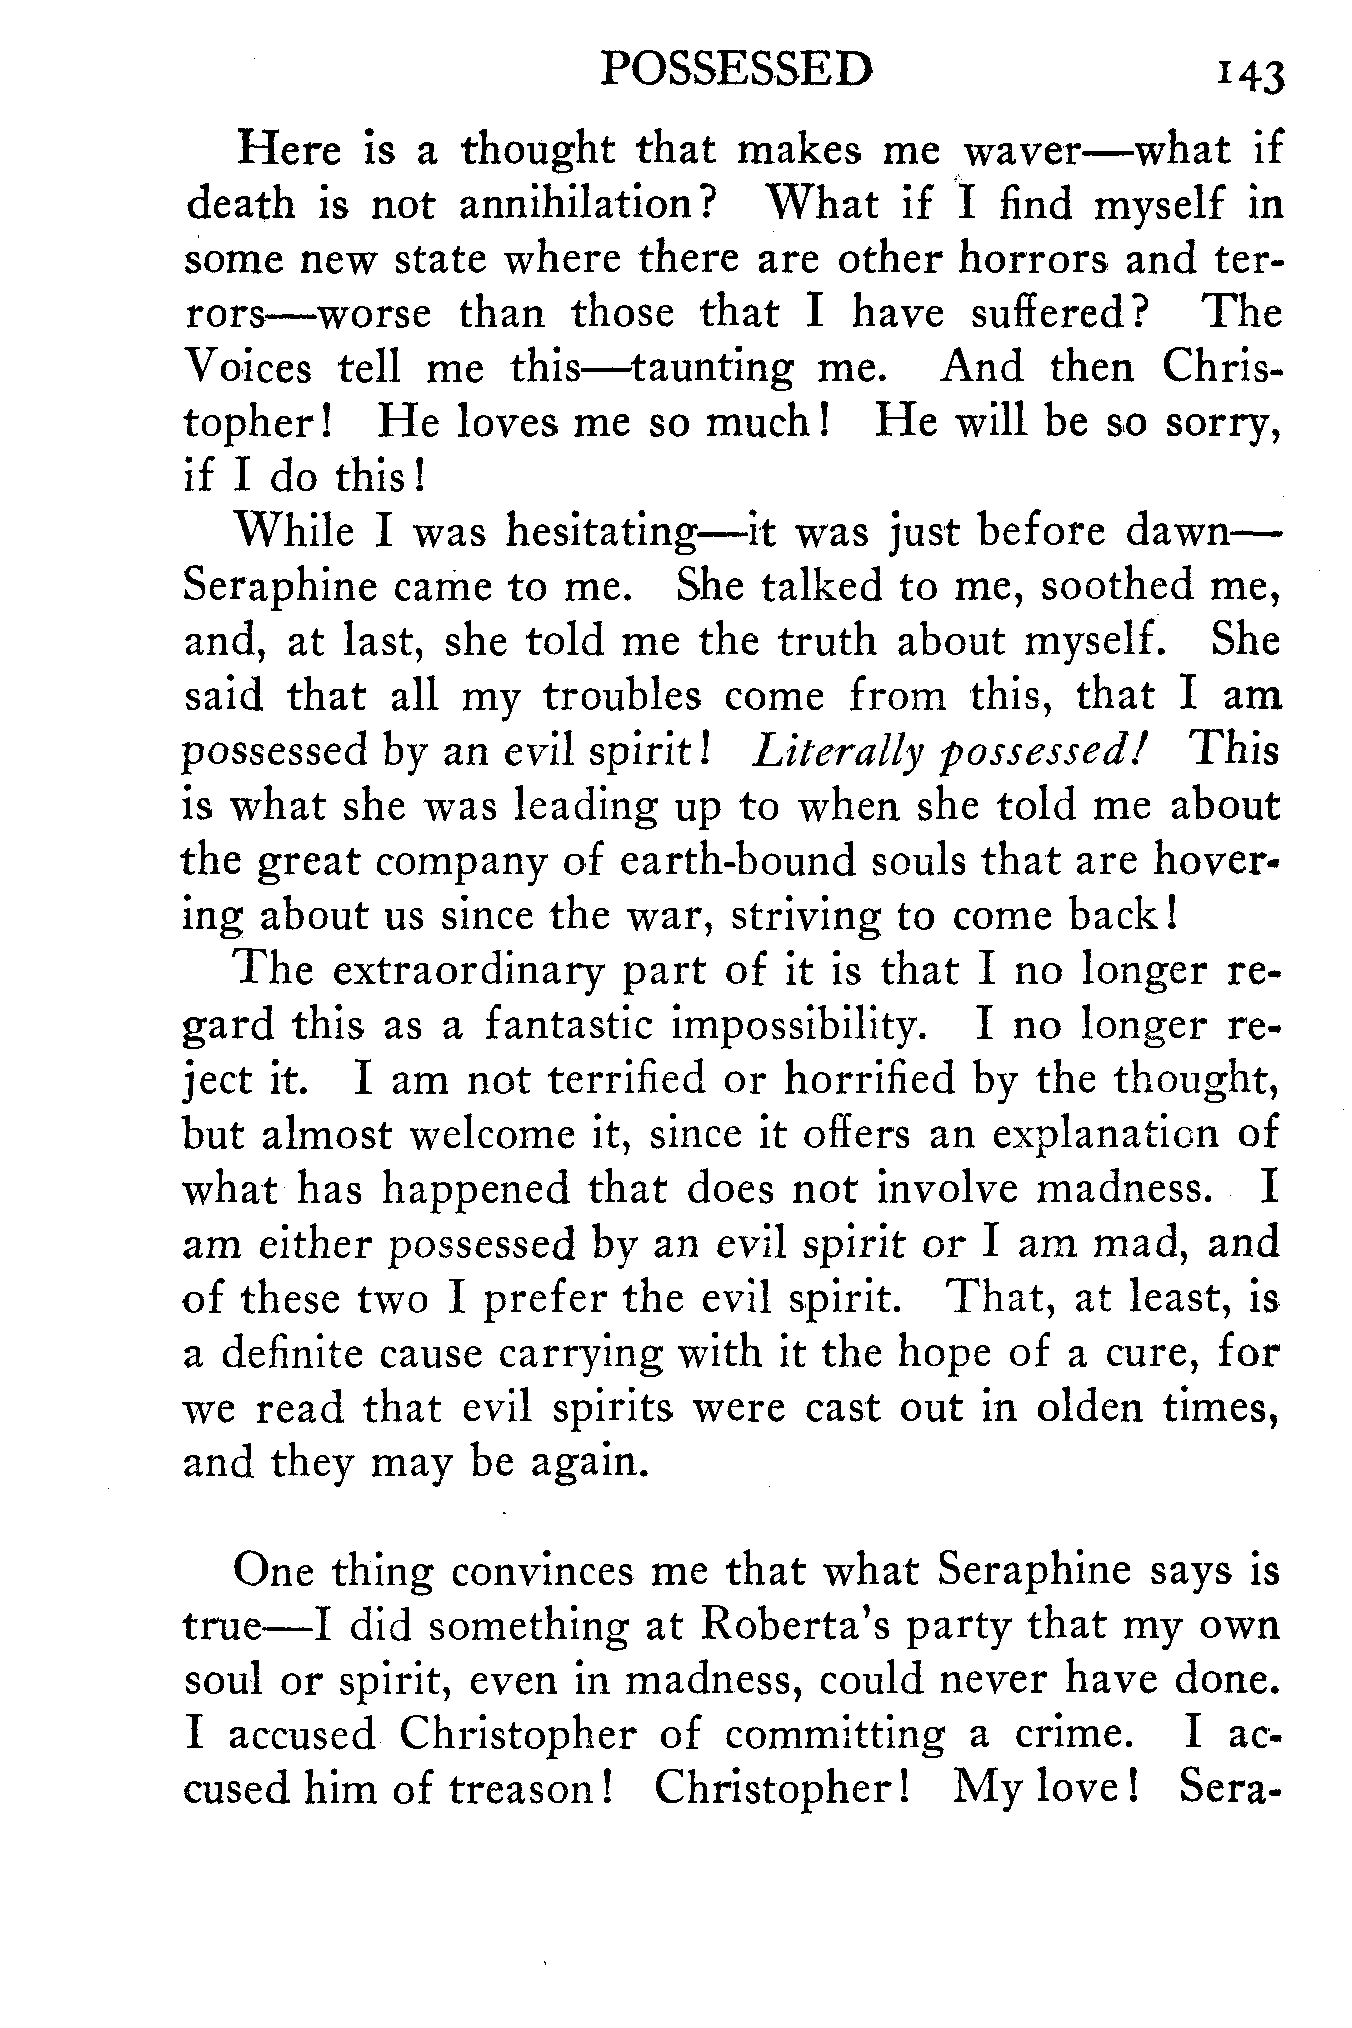 POSSESSED 143
Here is a thought that makes me waver—what if
death is not annihilation? What if I find myself in
some new state where there are other horrors and ter-
rors—worse than those that I have suffered? The
Voices tell me this—taunting me. And then Chris-
topher! He loves me so much! He will be so sorry,
if I do this!
While I was hesitating—it was just before dawn—
Seraphine came to me. She talked to me, soothed me,
and, at last, she told me the truth about myself. She
said that all my troubles come from this, that I am
possessed by an evil spirit! Literally possessed! This
is what she was leading up to when she told me about
the great company of earth-bound souls that are hover-
ing about us since the war, striving to come back!
The extraordinary part of it is that I no longer re-
gard this as a fantastic impossibility. I no longer re-
ject it. I am not terrified or horrified by the thought,
but almost welcome it, since it offers an explanation of
what has happened that does not involve madness. I
am either possessed by an evil spirit or I am mad, and
of these two I prefer the evil spirit. That, at least, is
a definite cause carrying with it the hope of a cure, for
we read that evil spirits were cast out in olden times,
and they may be again.
One thing convinces me that what Seraphine says is
true—I did something at Roberta's party that my own
soul or spirit, even in madness, could never have done.
I accused Christopher of committing a crime. I ac-
cused him of treason! Christopher! My love! Sera-